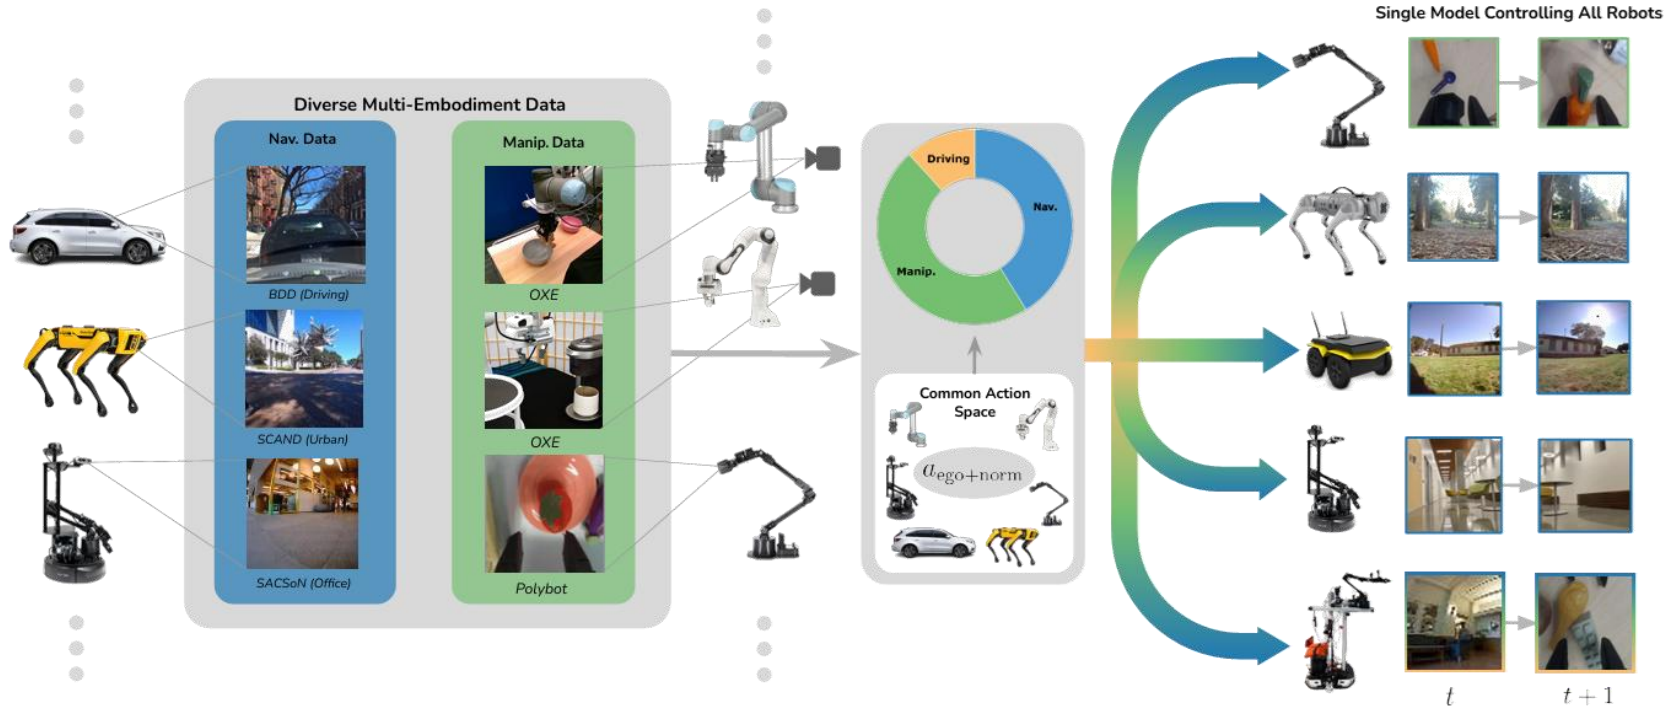 Single Model Controlling All Robots
Diverse Multi-Embodiment Data
Nav. Data
BDD (Driving)
SCAND (Urban)
SACSoN (Office)
Manip. Data
OXE
OXE
Polybot
Driving
Nav.
Manip.
Common Action
Space
a_ego+norm
t
t + 1